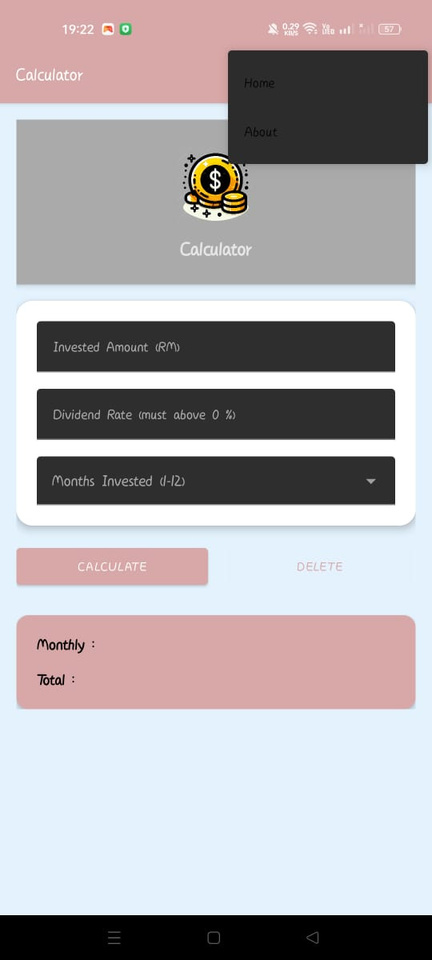 19:22 0.29 KB/S 57
Calculator
Home
About
$
Calculator
Invested Amount (RM)
Dividend Rate (must above 0 %)
Months Invested (1-12)
CALCULATE DELETE
Monthly :
Total :